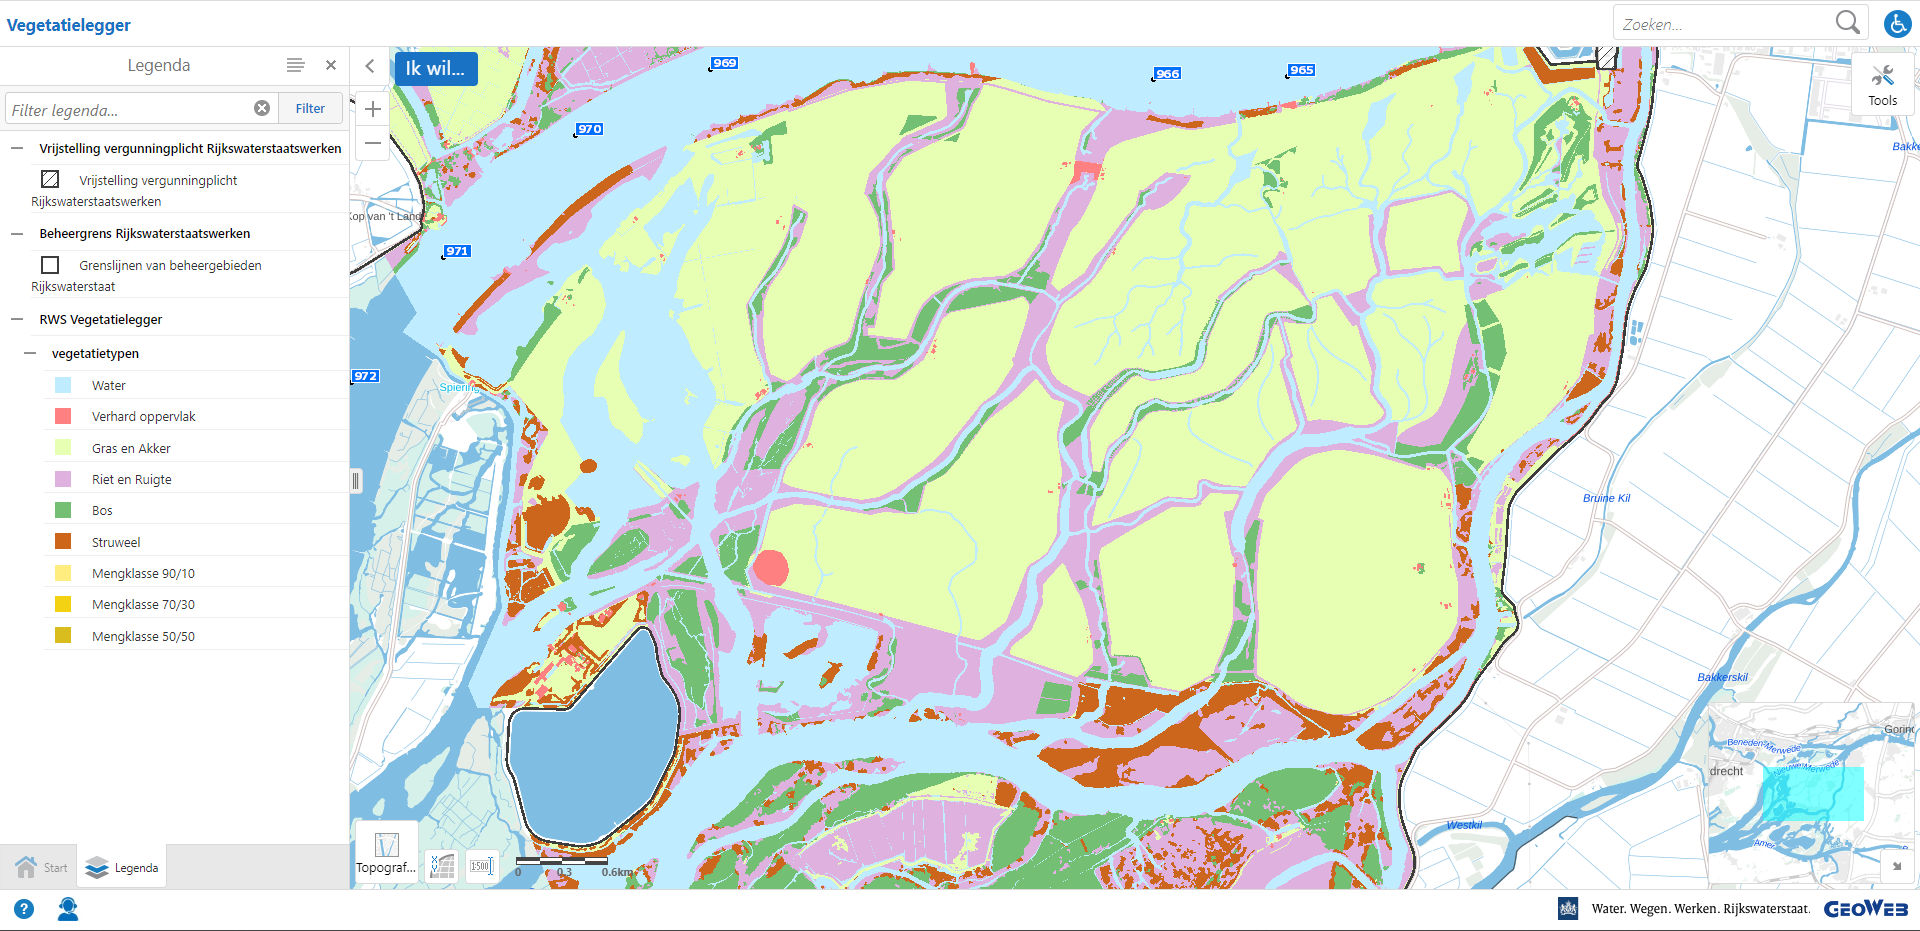 Vegetatielegger
Zoeken...
Legenda
Ik wil...
Filter legenda...
Filter
Tools
Vrijstelling vergunningplicht Rijkswaterstaatswerken
Vrijstelling vergunningplicht
Rijkswaterstaatswerken
Beheergrens Rijkswaterstaatswerken
Grenslijnen van beheergebieden
Rijkswaterstaat
RWS Vegetatielegger
vegetatietypen
Water
Verhard oppervlak
Gras en Akker
Riet en Ruigte
Bos
Struweel
Mengklasse 90/10
Mengklasse 70/30
Mengklasse 50/50
969
966
965
970
971
972
Kop van 't Land
Spierin
Bakke
Bruine Kil
Bakkerskil
Westkil
Gorinc
Beneden-Merwede
Nieuwe Merwede
drecht
Amer
Topograf...
1:500
0 0.3 0.6km
Start
Legenda
Water. Wegen. Werken. Rijkswaterstaat.
GEOWEB